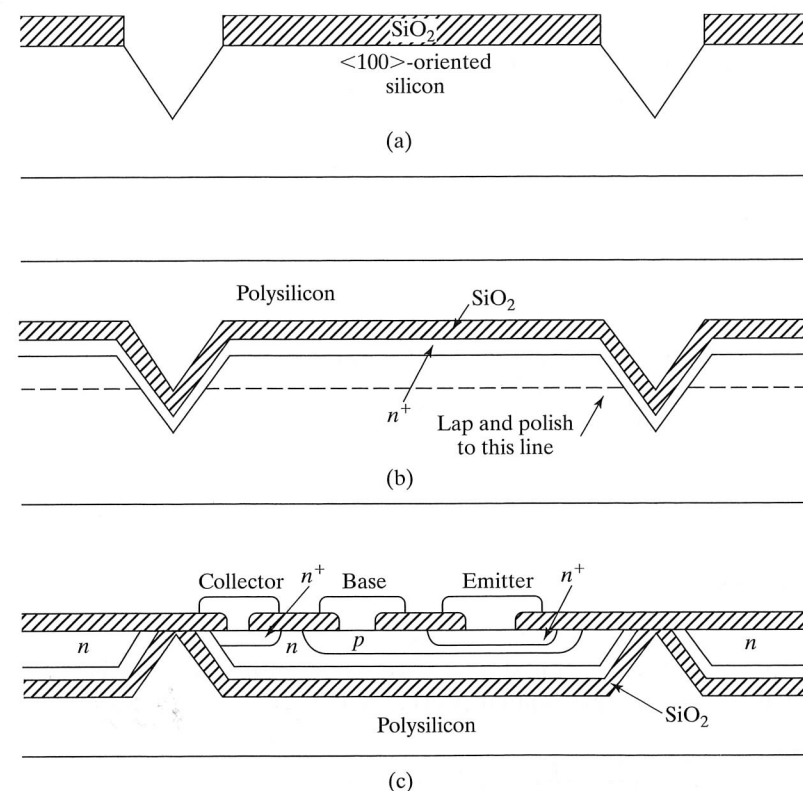 SiO₂
<100>-oriented
silicon
(a)
Polysilicon
SiO₂
n⁺
Lap and polish
to this line
(b)
Collector n⁺ Base Emitter n⁺
n n p n
SiO₂
Polysilicon
(c)